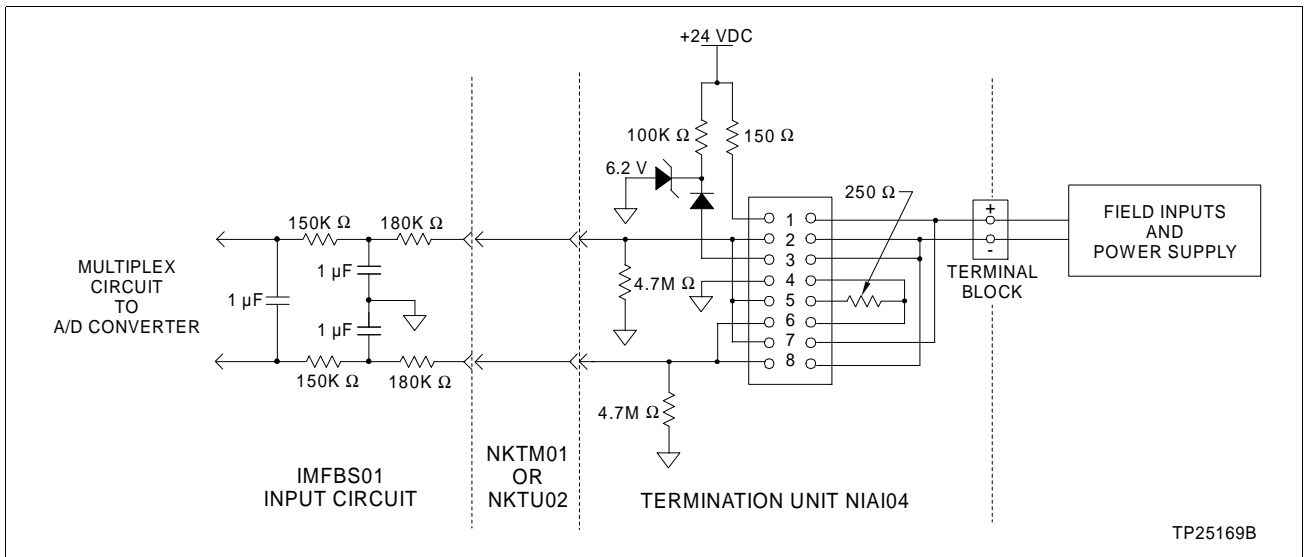 +24 VDC
100K Ω
150 Ω
6.2 V
250 Ω
150K Ω
180K Ω
1
2
3
4
5
6
7
8
+
-
TERMINAL
BLOCK
FIELD INPUTS
AND
POWER SUPPLY
MULTIPLEX
CIRCUIT
TO
A/D CONVERTER
1 µF
1 µF
1 µF
4.7M Ω
150K Ω
180K Ω
4.7M Ω
IMFBS01
INPUT CIRCUIT
NKTM01
OR
NKTU02
TERMINATION UNIT NIAI04
TP25169B